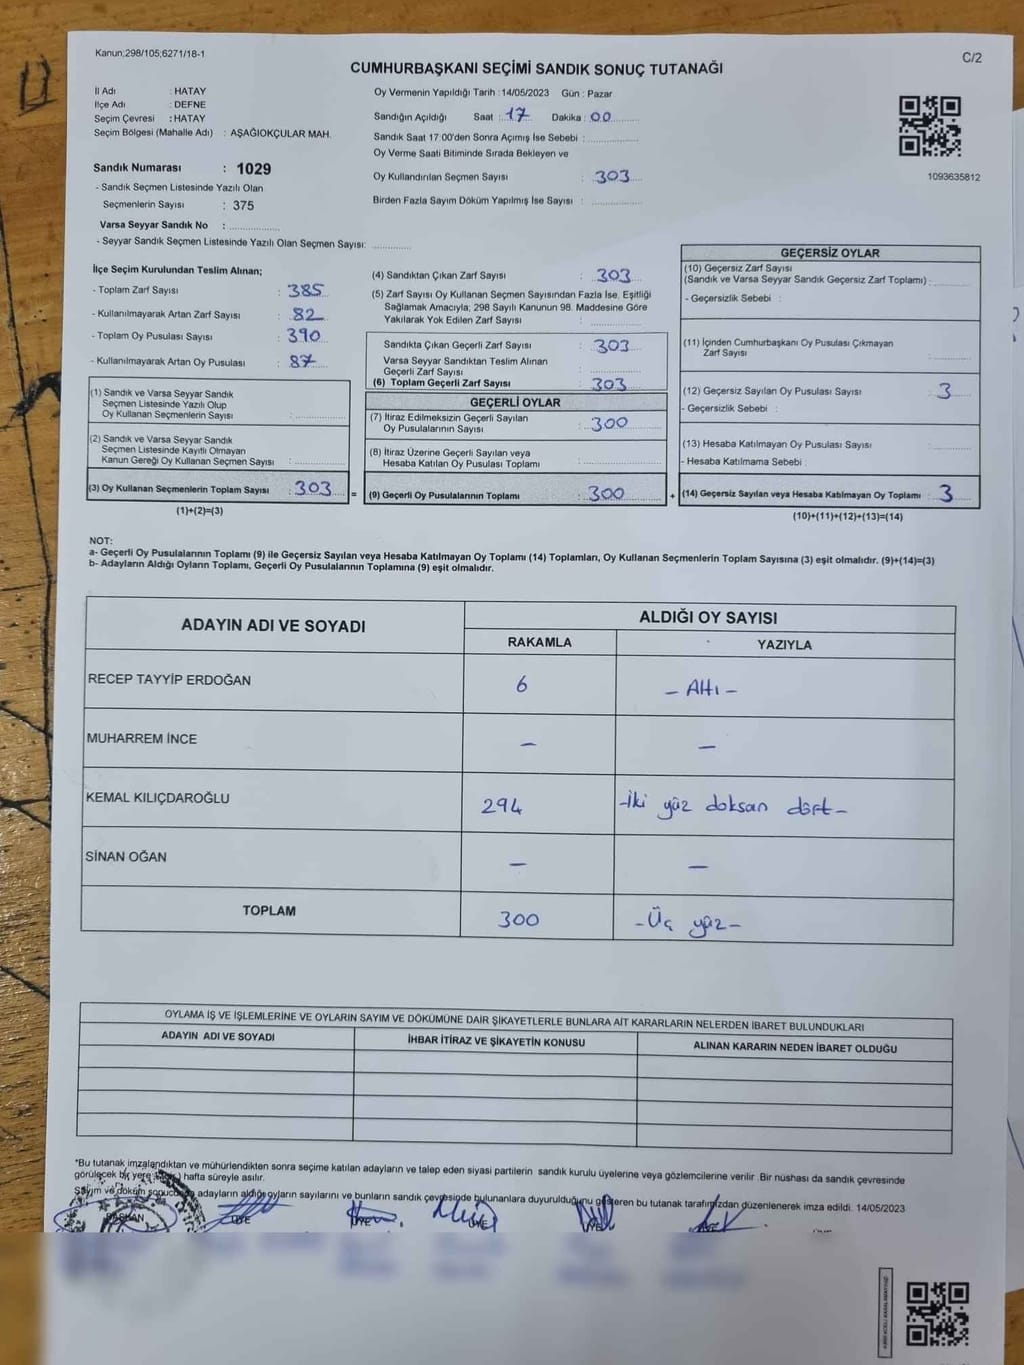 Kanun;298/105;6271/18-1
C/2
CUMHURBAŞKANI SEÇİMİ SANDIK SONUÇ TUTANAĞI
İl Adı : HATAY
İlçe Adı : DEFNE
Seçim Çevresi : HATAY
Seçim Bölgesi (Mahalle Adı) : AŞAĞIOKÇULAR MAH.
Sandık Numarası : 1029
- Sandık Seçmen Listesinde Yazılı Olan
Seçmenlerin Sayısı : 375
Varsa Seyyar Sandık No :
- Seyyar Sandık Seçmen Listesinde Yazılı Olan Seçmen Sayısı:
Oy Vermenin Yapıldığı Tarih :14/05/2023 Gün : Pazar
Sandığın Açıldığı Saat : 17 Dakika : 00
Sandık Saat 17:00'den Sonra Açımış İse Sebebi :
Oy Verme Saati Bitiminde Sırada Bekleyen ve
Oy Kullandırılan Seçmen Sayısı : 303
Birden Fazla Sayım Döküm Yapılmış İse Sayısı :
1093635812
İlçe Seçim Kurulundan Teslim Alınan;
- Toplam Zarf Sayısı : 385
- Kullanılmayarak Artan Zarf Sayısı : 82
- Toplam Oy Pusulası Sayısı : 390
- Kullanılmayarak Artan Oy Pusulası : 87
(1) Sandık ve Varsa Seyyar Sandık
Seçmen Listesinde Yazılı Olup
Oy Kullanan Seçmenlerin Sayısı :
(2) Sandık ve Varsa Seyyar Sandık
Seçmen Listesinde Kayıtlı Olmayan
Kanun Gereği Oy Kullanan Seçmen Sayısı :
(3) Oy Kullanan Seçmenlerin Toplam Sayısı : 303
(1)+(2)=(3)
(4) Sandıktan Çıkan Zarf Sayısı : 303
(5) Zarf Sayısı Oy Kullanan Seçmen Sayısından Fazla İse, Eşitliği
Sağlamak Amacıyla; 298 Sayılı Kanunun 98. Maddesine Göre
Yakılarak Yok Edilen Zarf Sayısı :
Sandıkta Çıkan Geçerli Zarf Sayısı : 303
Varsa Seyyar Sandıktan Teslim Alınan
Geçerli Zarf Sayısı :
(6) Toplam Geçerli Zarf Sayısı : 303
GEÇERLİ OYLAR
(7) İtiraz Edilmeksizin Geçerli Sayılan
Oy Pusulalarının Sayısı : 300
(8) İtiraz Üzerine Geçerli Sayılan veya
Hesaba Katılan Oy Pusulası Toplamı :
= (9) Geçerli Oy Pusulalarının Toplamı : 300
GEÇERSİZ OYLAR
(10) Geçersiz Zarf Sayısı
(Sandık ve Varsa Seyyar Sandık Geçersiz Zarf Toplamı) :
- Geçersizlik Sebebi :
(11) İçinden Cumhurbaşkanı Oy Pusulası Çıkmayan
Zarf Sayısı :
(12) Geçersiz Sayılan Oy Pusulası Sayısı : 3
- Geçersizlik Sebebi :
(13) Hesaba Katılmayan Oy Pusulası Sayısı :
- Hesaba Katılmama Sebebi :
+ (14) Geçersiz Sayılan veya Hesaba Katılmayan Oy Toplamı : 3
(10)+(11)+(12)+(13)=(14)
NOT:
a- Geçerli Oy Pusulalarının Toplamı (9) ile Geçersiz Sayılan veya Hesaba Katılmayan Oy Toplamı (14) Toplamları, Oy Kullanan Seçmenlerin Toplam Sayısına (3) eşit olmalıdır. (9)+(14)=(3)
b- Adayların Aldığı Oyların Toplamı, Geçerli Oy Pusulalarının Toplamına (9) eşit olmalıdır.
ADAYIN ADI VE SOYADI
ALDIĞI OY SAYISI
RAKAMLA YAZIYLA
RECEP TAYYİP ERDOĞAN 6 - Altı -
MUHARREM İNCE - -
KEMAL KILIÇDAROĞLU 294 -İki yüz doksan dört-
SİNAN OĞAN - -
TOPLAM 300 -Üç yüz-
OYLAMA İŞ VE İŞLEMLERİNE VE OYLARIN SAYIM VE DÖKÜMÜNE DAİR ŞİKAYETLERLE BUNLARA AİT KARARLARIN NELERDEN İBARET BULUNDUKLARI
ADAYIN ADI VE SOYADI İHBAR İTİRAZ VE ŞİKAYETİN KONUSU ALINAN KARARIN NEDEN İBARET OLDUĞU
*Bu tutanak imzalandıktan ve mühürlendikten sonra seçime katılan adayların ve talep eden siyasi partilerin sandık kurulu üyelerine veya gözlemcilerine verilir. Bir nüshası da sandık çevresinde
görülecek bir yere hafta süreyle asılır.
Sayım ve döküm sonucunda adayların aldığı oyların sayılarını ve bunların sandık çevresinde bulunanlara duyurulduğunu gösteren bu tutanak tarafımızdan düzenlenerek imza edildi. 14/05/2023
BAŞKAN ÜYE ÜYE ÜYE ÜYE ÜYE